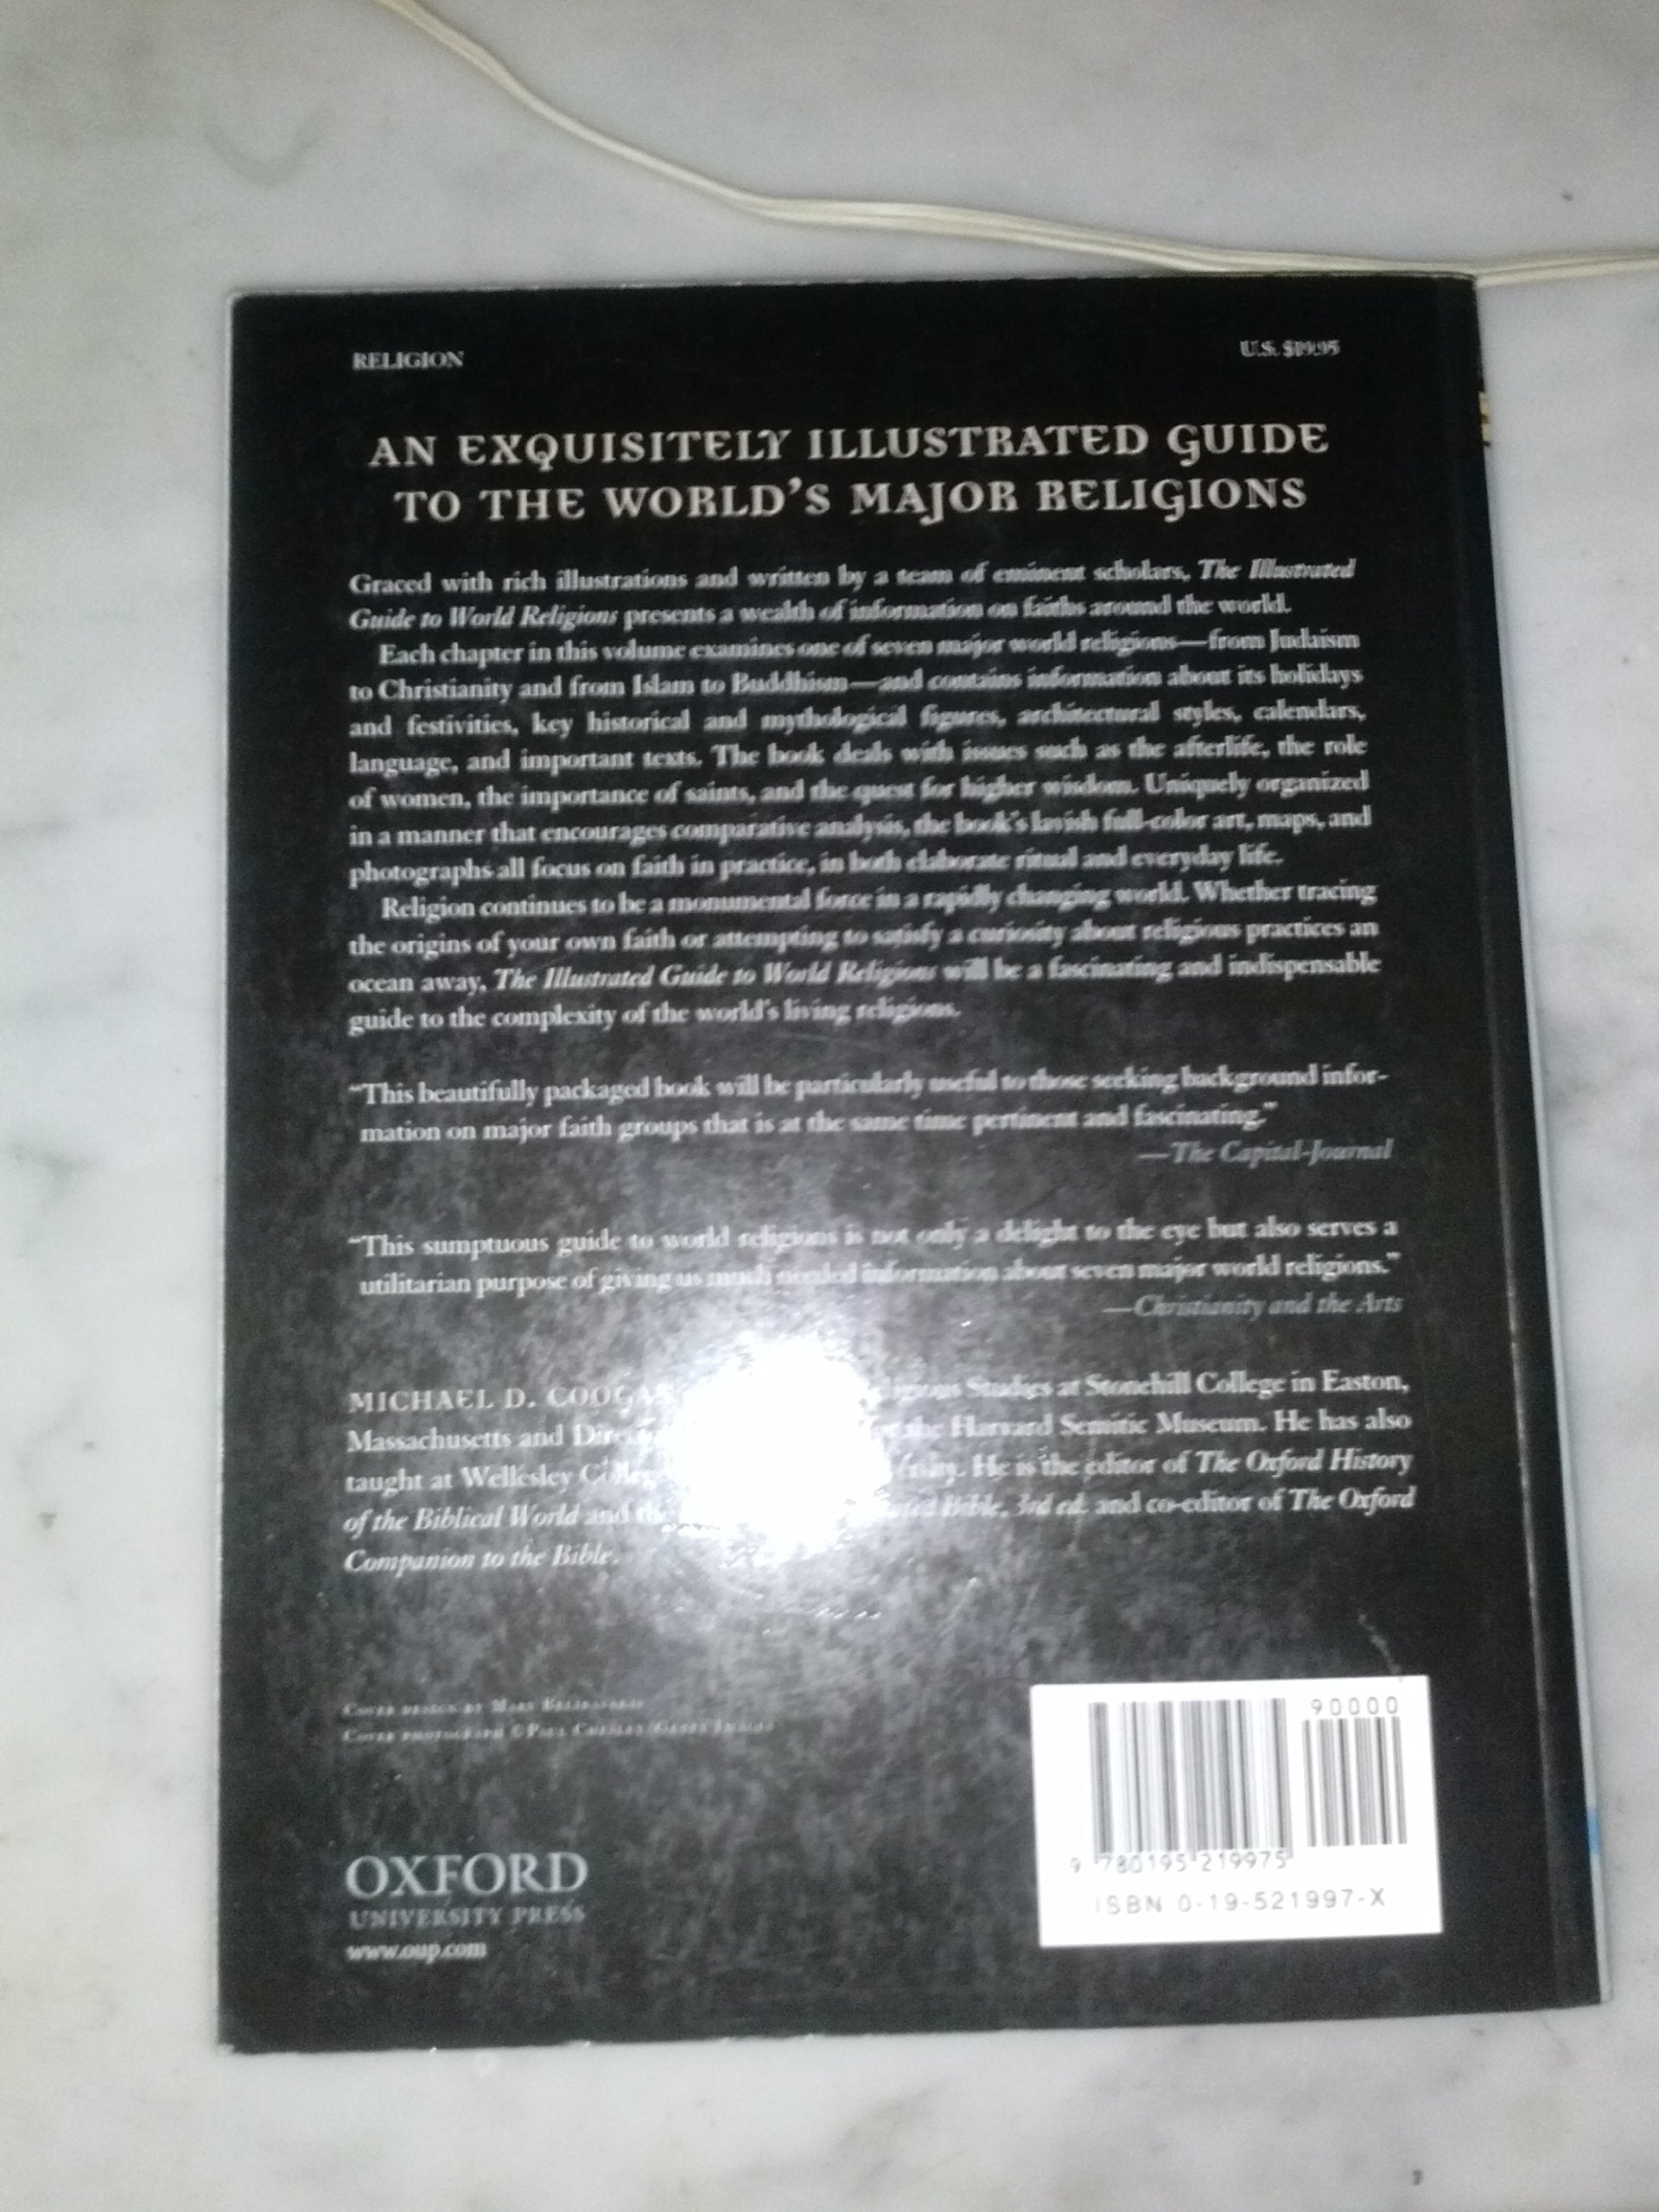 RELIGION
U.S. $19.95
AN EXQUISITELY ILLUSTRATED GUIDE
TO THE WORLD'S MAJOR RELIGIONS
Graced with rich illustrations and written by a team of eminent scholars, The Illustrated
Guide to World Religions presents a wealth of information on faiths around the world.
Each chapter in this volume examines one of seven major world religions—from Judaism
to Christianity and from Islam to Buddhism—and contains information about its holidays
and festivities, key historical and mythological figures, architectural styles, calendars,
language, and important texts. The book deals with issues such as the afterlife, the role
of women, the importance of saints, and the quest for higher wisdom. Uniquely organized
in a manner that encourages comparative analysis, the book's lavish full-color art, maps, and
photographs all focus on faith in practice, in both elaborate ritual and everyday life.
Religion continues to be a monumental force in a rapidly changing world. Whether tracing
the origins of your own faith or attempting to satisfy a curiosity about religious practices an
ocean away, The Illustrated Guide to World Religions will be a fascinating and indispensable
guide to the complexity of the world's living religions.
"This beautifully packaged book will be particularly useful to those seeking background infor-
mation on major faith groups that is at the same time pertinent and fascinating."
—The Capital-Journal
"This sumptuous guide to world religions is not only a delight to the eye but also serves a
utilitarian purpose of giving us much needed information about seven major world religions."
—Christianity and the Arts
MICHAEL D. Studies at Stonehill College in Easton,
Massachusetts and the Harvard Semitic Museum. He has also
taught at Wellesley He is the editor of The Oxford History
of the Biblical World and Bible, 3rd ed. and co-editor of The Oxford
Companion to the Bible.
COVER DESIGN BY MARY
COVER PHOTOGRAPH ©PAUL
OXFORD
UNIVERSITY PRESS
www.oup.com
90000
9 780195 219975
ISBN 0-19-521997-X